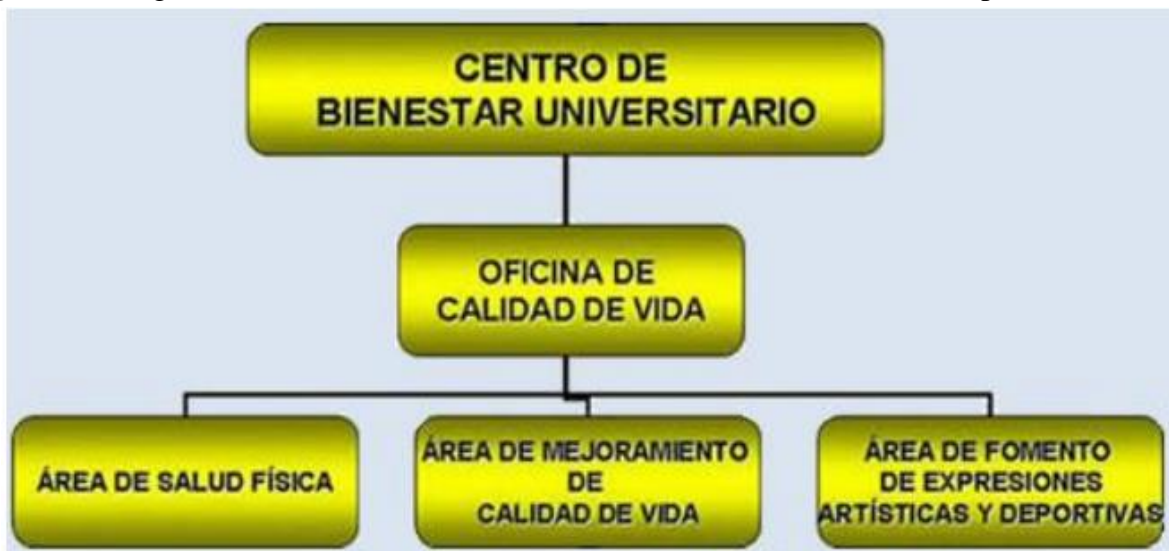 CENTRO DE
BIENESTAR UNIVERSITARIO
OFICINA DE
CALIDAD DE VIDA
ÁREA DE SALUD FÍSICA
ÁREA DE MEJORAMIENTO
DE
CALIDAD DE VIDA
ÁREA DE FOMENTO
DE EXPRESIONES
ARTÍSTICAS Y DEPORTIVAS